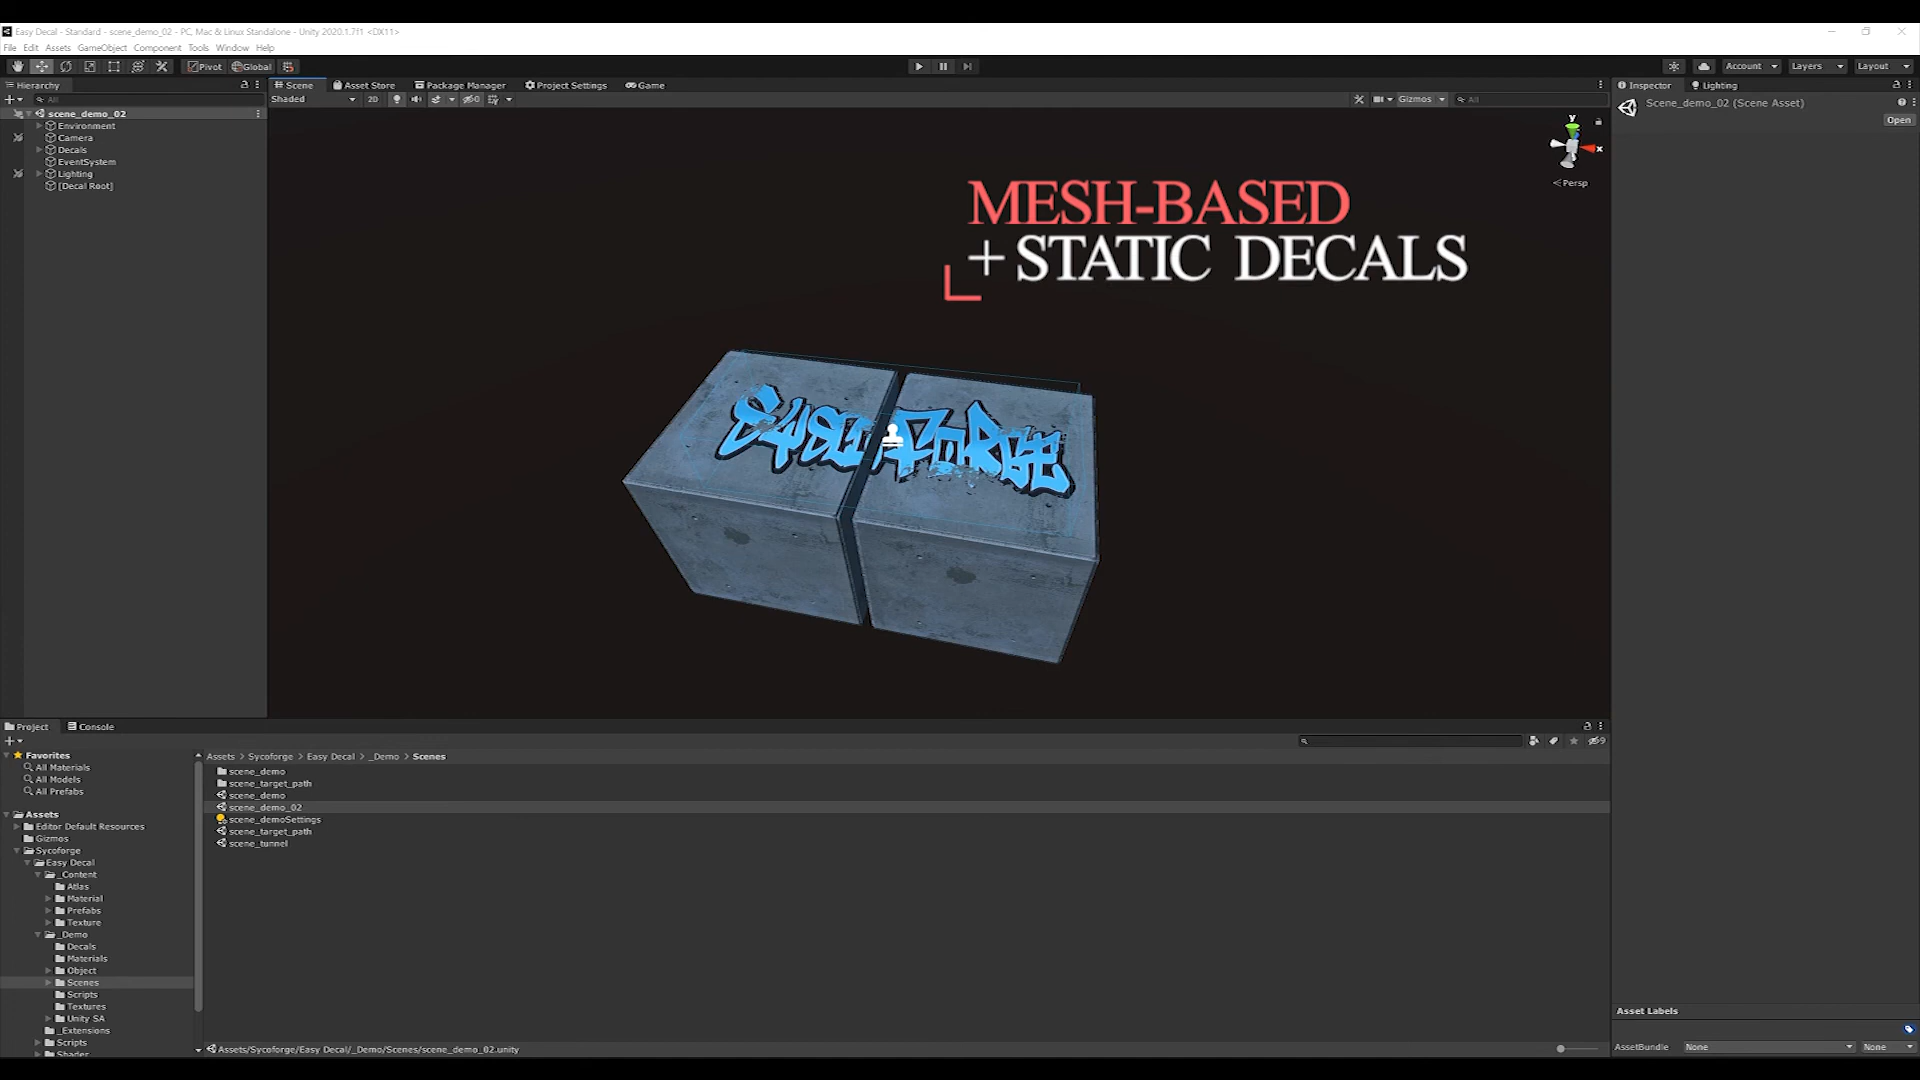 Easy Decal - Standard - scene_demo_02 - PC, Mac & Linux Standalone - Unity 2020.1.7f1 <DX11>
File Edit Assets GameObject Component Tools Window Help
Pivot Global Account Layers Layout
Hierarchy
All
scene_demo_02
Environment
Camera
Decals
EventSystem
Lighting
[Decal Root]
Scene Asset Store Package Manager Project Settings Game
Shaded 2D 0 Gizmos All
y
x
Persp
MESH-BASED
+ STATIC DECALS
SYCOFORGE
Inspector Lighting
Scene_demo_02 (Scene Asset)
Open
Project Console
9
Favorites
All Materials
All Models
All Prefabs
Assets
Editor Default Resources
Gizmos
Sycoforge
Easy Decal
_Content
Atlas
Material
Prefabs
Texture
_Demo
Decals
Materials
Object
Scenes
Scripts
Textures
Unity SA
_Extensions
Scripts
Shader
Assets > Sycoforge > Easy Decal > _Demo > Scenes
scene_demo
scene_target_path
scene_demo
scene_demo_02
scene_demoSettings
scene_target_path
scene_tunnel
Assets/Sycoforge/Easy Decal/_Demo/Scenes/scene_demo_02.unity
Asset Labels
AssetBundle None None